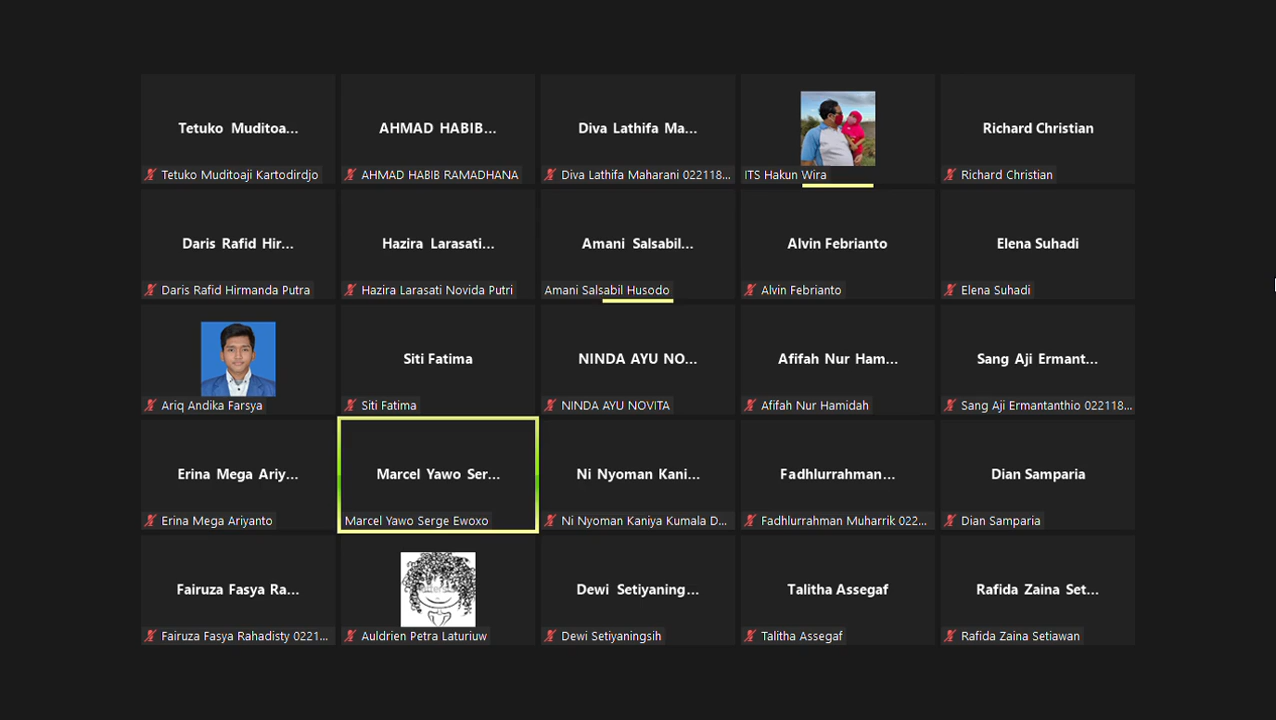 Tetuko Muditoa...
Tetuko Muditoaji Kartodirdjo
AHMAD HABIB...
AHMAD HABIB RAMADHANA
Diva Lathifa Ma...
Diva Lathifa Maharani 022118...
ITS Hakun Wira
Richard Christian
Richard Christian
Daris Rafid Hir...
Daris Rafid Hirmanda Putra
Hazira Larasati...
Hazira Larasati Novida Putri
Amani Salsabil...
Amani Salsabil Husodo
Alvin Febrianto
Alvin Febrianto
Elena Suhadi
Elena Suhadi
Ariq Andika Farsya
Siti Fatima
Siti Fatima
NINDA AYU NO...
NINDA AYU NOVITA
Afifah Nur Ham...
Afifah Nur Hamidah
Sang Aji Ermant...
Sang Aji Ermantanthio 022118...
Erina Mega Ariy...
Erina Mega Ariyanto
Marcel Yawo Ser...
Marcel Yawo Serge Ewoxo
Ni Nyoman Kani...
Ni Nyoman Kaniya Kumala D...
Fadhlurrahman...
Fadhlurrahman Muharrik 022...
Dian Samparia
Dian Samparia
Fairuza Fasya Ra...
Fairuza Fasya Rahadisty 0221...
Auldrien Petra Laturiuw
Dewi Setiyaning...
Dewi Setiyaningsih
Talitha Assegaf
Talitha Assegaf
Rafida Zaina Set...
Rafida Zaina Setiawan